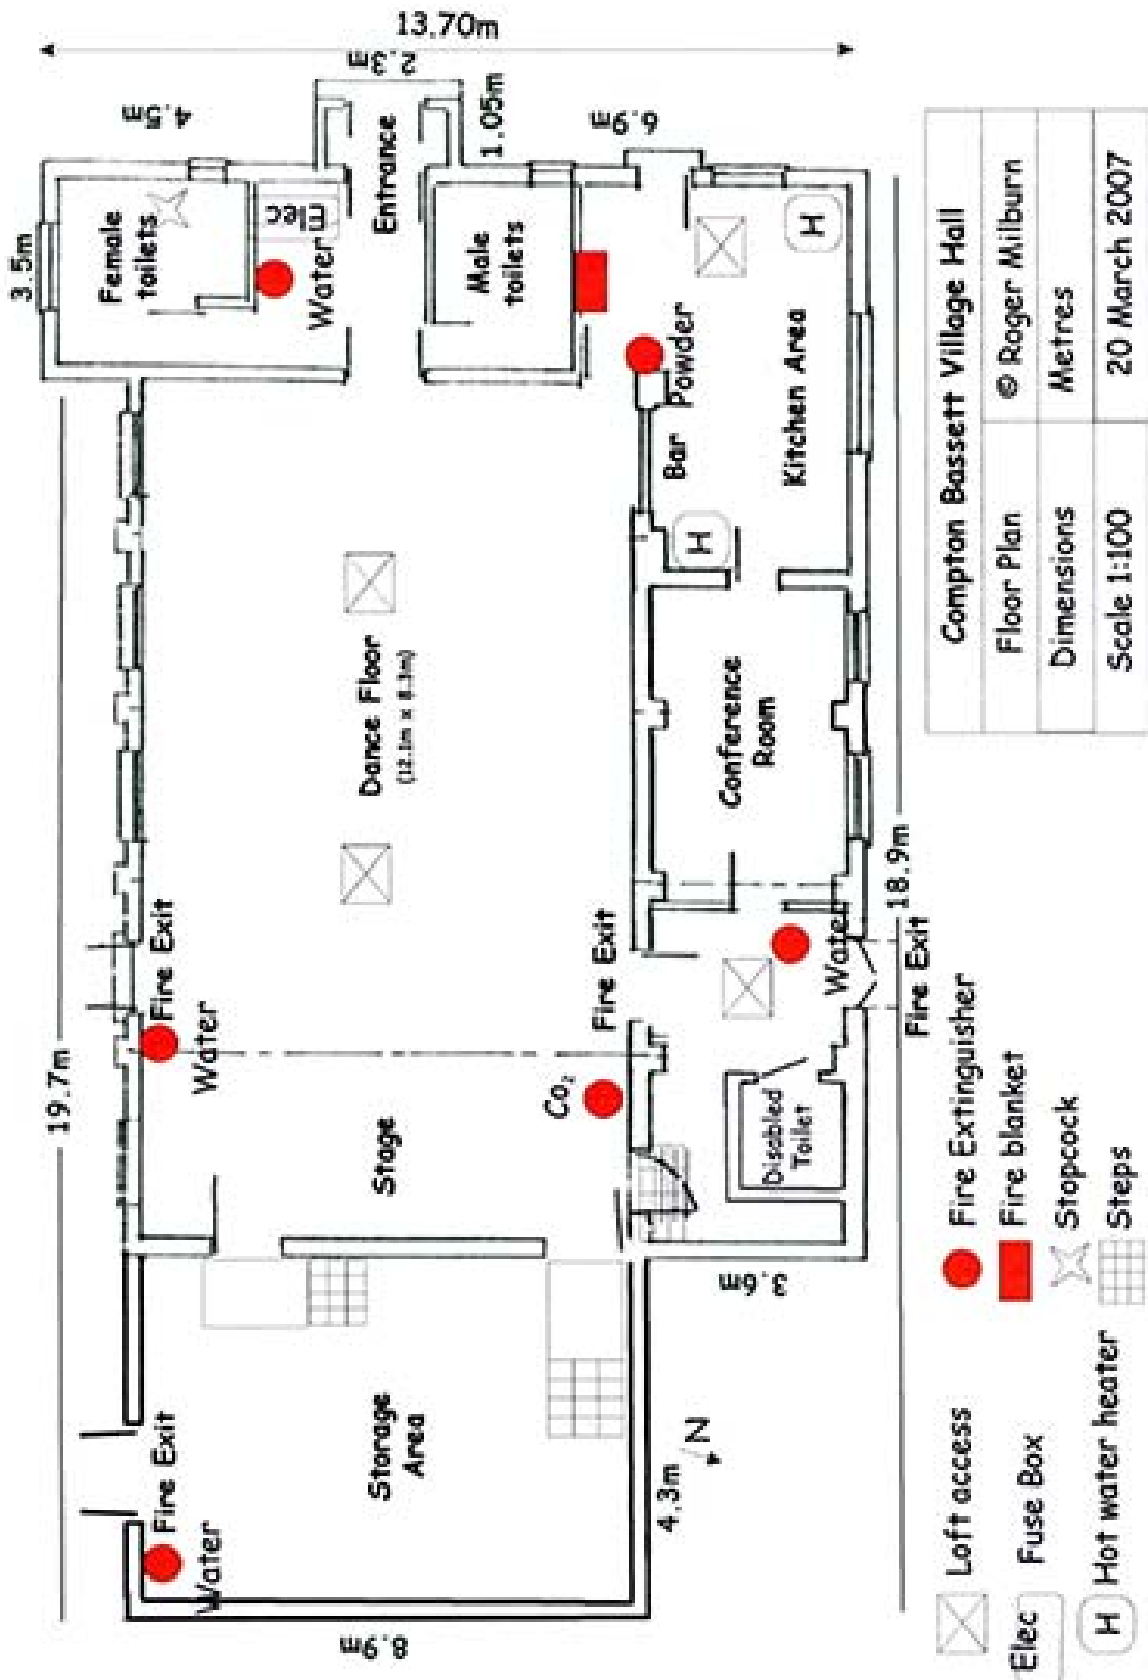 19.7m
3.5m
4.5m
13.70m
2.3m
1.05m
6.9m
18.9m
3.6m
4.3m
8.9m
Water
Fire Exit
Storage
Area
Water
Fire Exit
Stage
Co₂
Fire Exit
Dance Floor
(12.1m x 8.3m)
Female
toilets
Elec
Water
Entrance
Male
toilets
Powder
Bar
H
H
Kitchen Area
Conference
Room
Water
Fire Exit
Disabled
Toilet
N
Loft access
Elec
Fuse Box
H
Hot water heater
Fire Extinguisher
Fire blanket
Stopcock
Steps
Compton Bassett Village Hall
Floor Plan © Roger Milburn
Dimensions Metres
Scale 1:100 20 March 2007